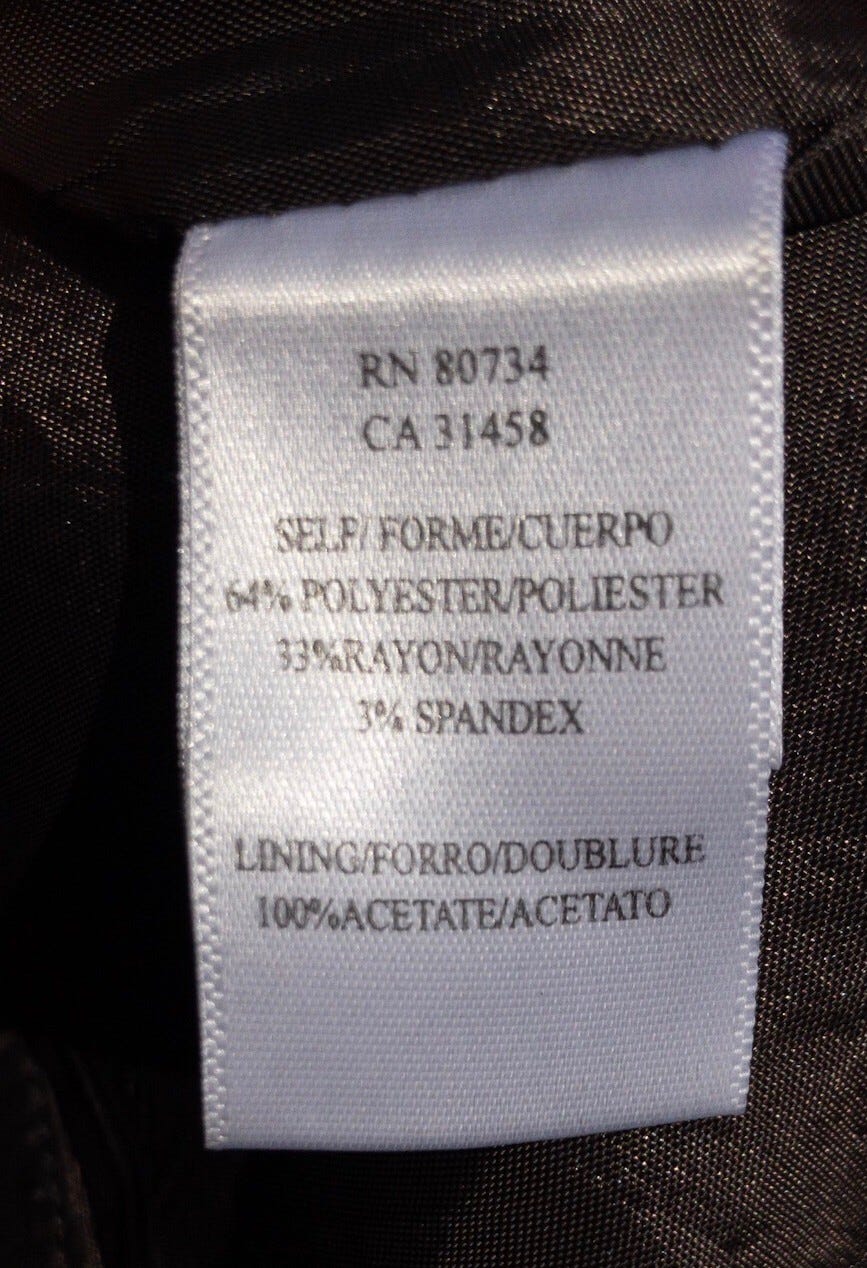 RN 80734
CA 31458
SELF/ FORME/CUERPO
64% POLYESTER/POLIESTER
33%RAYON/RAYONNE
3% SPANDEX
LINING/FORRO/DOUBLURE
100%ACETATE/ACETATO